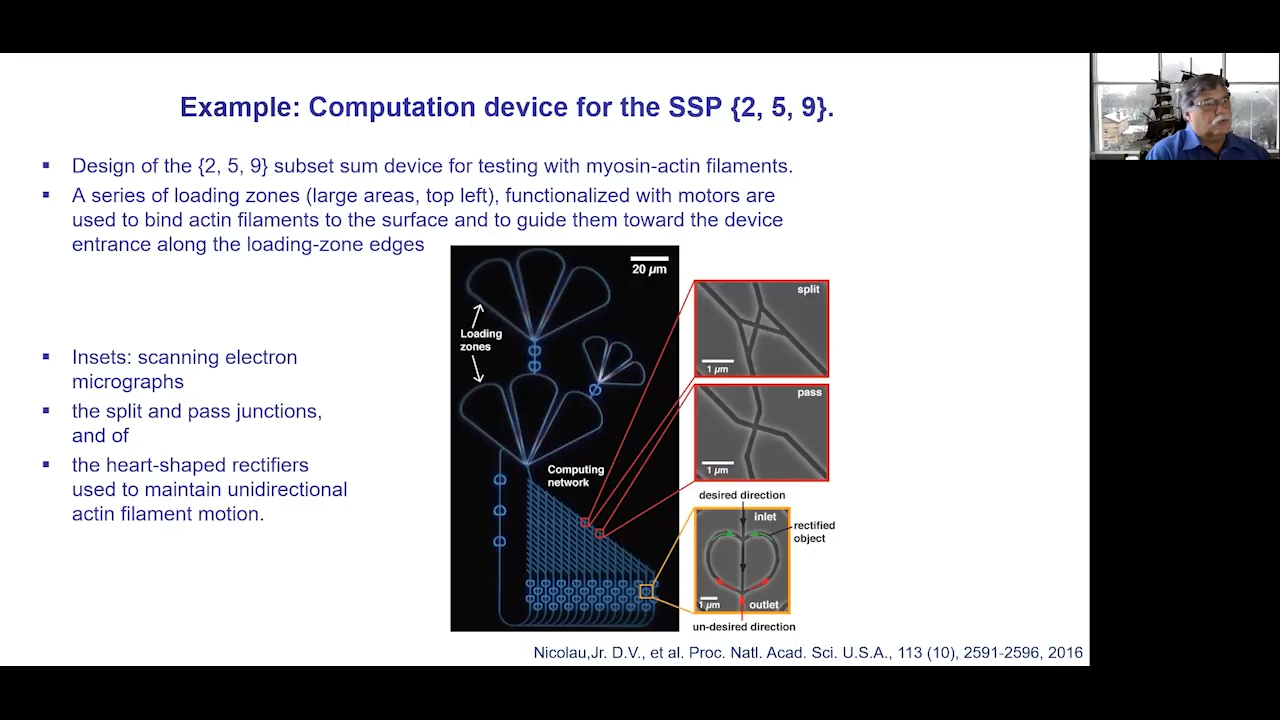 Example: Computation device for the SSP {2, 5, 9}.
▪ Design of the {2, 5, 9} subset sum device for testing with myosin-actin filaments.
▪ A series of loading zones (large areas, top left), functionalized with motors are
used to bind actin filaments to the surface and to guide them toward the device
entrance along the loading-zone edges
▪ Insets: scanning electron
micrographs
▪ the split and pass junctions,
and of
▪ the heart-shaped rectifiers
used to maintain unidirectional
actin filament motion.
20 µm
Loading
zones
Computing
network
split
1 µm
pass
1 µm
desired direction
inlet
rectified
object
1 µm
outlet
un-desired direction
Nicolau,Jr. D.V., et al. Proc. Natl. Acad. Sci. U.S.A., 113 (10), 2591-2596, 2016